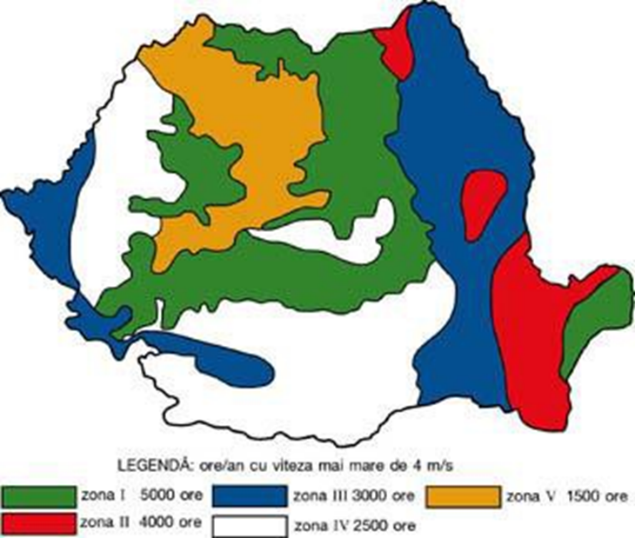 LEGENDĂ: ore/an cu viteza mai mare de 4 m/s
zona I 5000 ore
zona III 3000 ore
zona V 1500 ore
zona II 4000 ore
zona IV 2500 ore